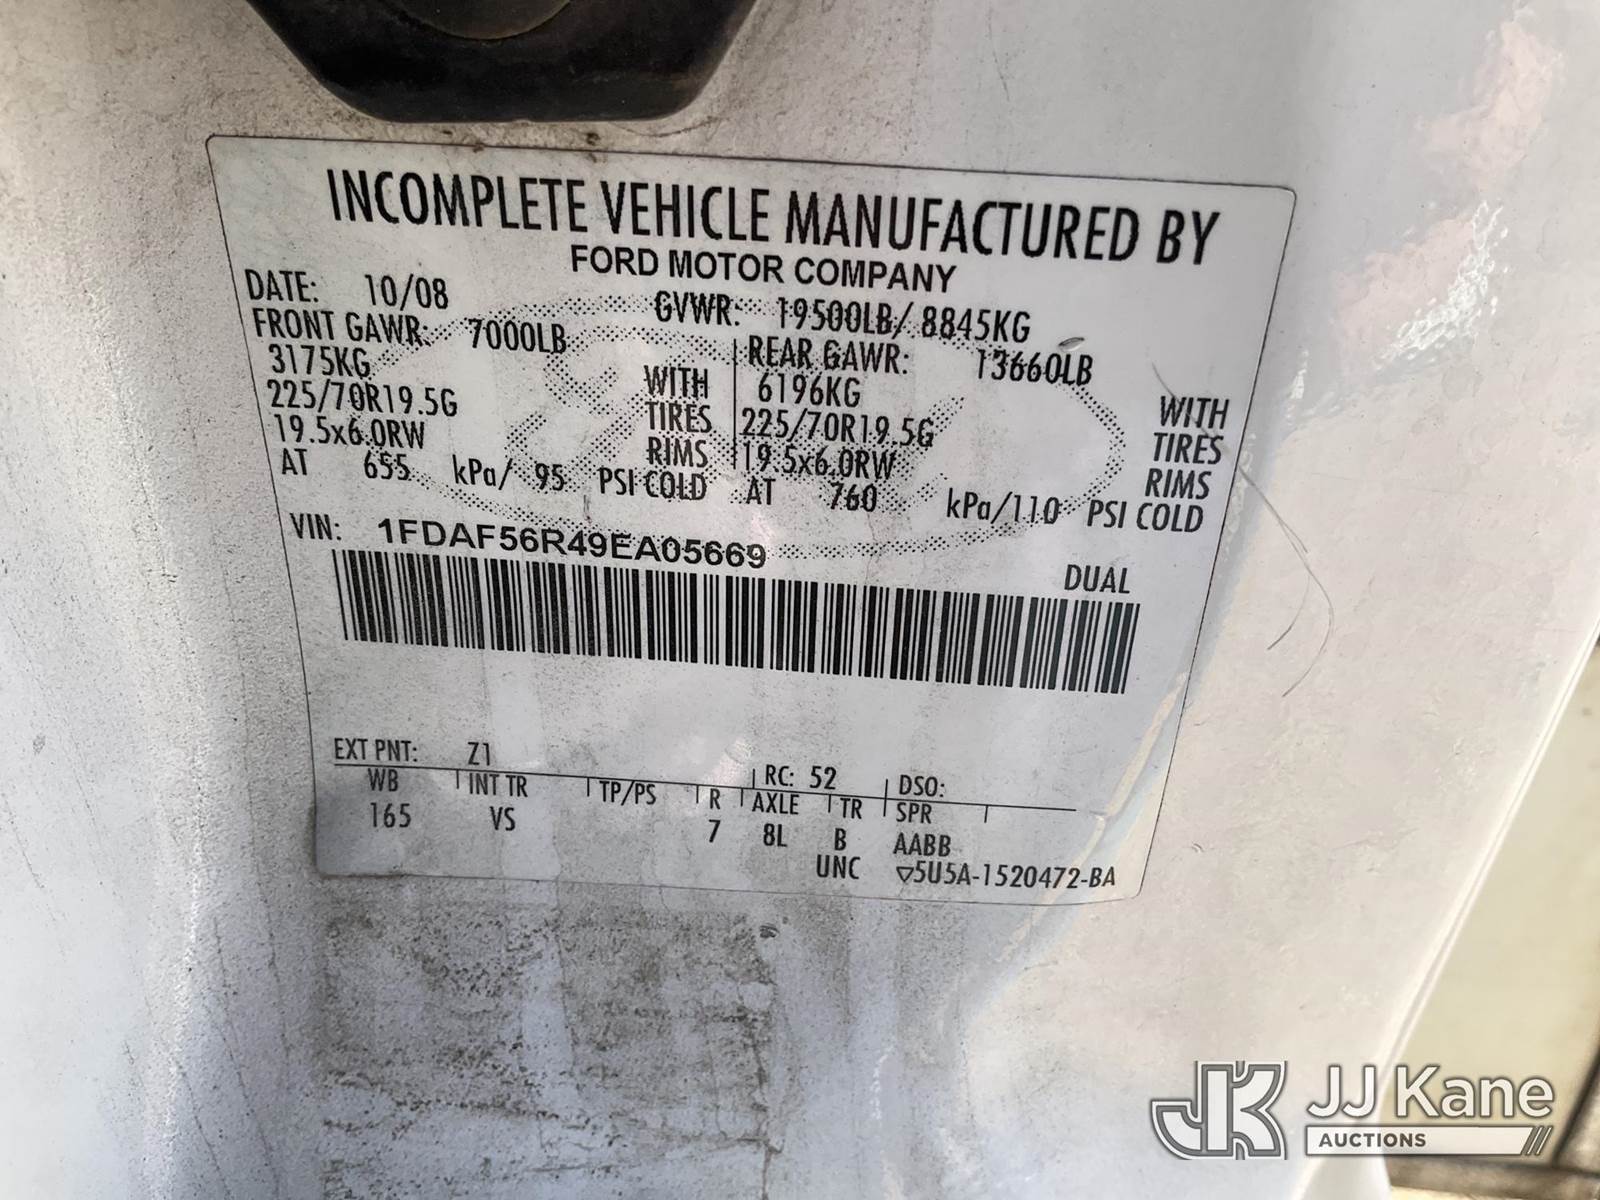 INCOMPLETE VEHICLE MANUFACTURED BY
FORD MOTOR COMPANY
DATE: 10/08 GVWR: 19500LB/ 8845KG
FRONT GAWR: 7000LB REAR GAWR: 13660LB
3175KG WITH 6196KG WITH
225/70R19.5G TIRES 225/70R19.5G TIRES
19.5x6.0RW RIMS 19.5x6.0RW RIMS
AT 655 kPa/ 95 PSI COLD AT 760 kPa/110 PSI COLD
VIN: 1FDAF56R49EA05669
DUAL
EXT PNT: Z1 RC: 52 DSO:
WB INT TR TP/PS R AXLE TR SPR
165 VS 7 8L B AABB
UNC ▽5U5A-1520472-BA
JK JJ Kane
AUCTIONS